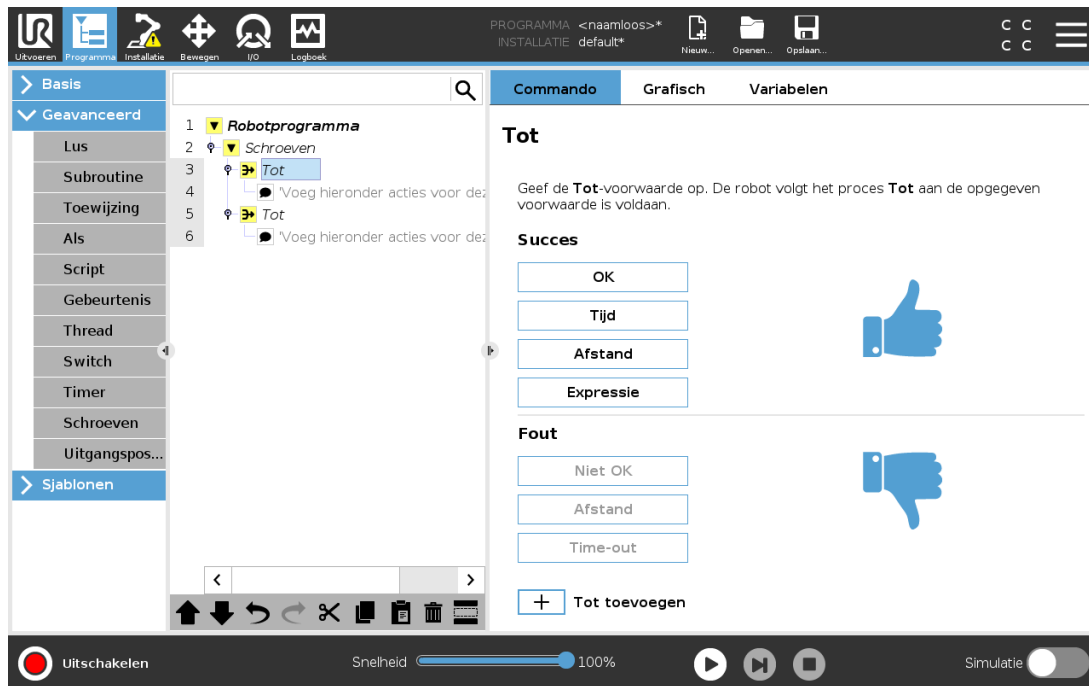 PROGRAMMA <naamloos>*
INSTALLATIE default*
Uitvoeren Programma Installatie Bewegen I/O Logboek
Nieuw... Openen... Opslaan...
C C
C C
Basis
Geavanceerd
Lus
Subroutine
Toewijzing
Als
Script
Gebeurtenis
Thread
Switch
Timer
Schroeven
Uitgangspos...
Sjablonen
1 Robotprogramma
2 Schroeven
3 Tot
4 'Voeg hieronder acties voor dez
5 Tot
6 'Voeg hieronder acties voor dez
Commando Grafisch Variabelen
Tot
Geef de Tot-voorwaarde op. De robot volgt het proces Tot aan de opgegeven
voorwaarde is voldaan.
Succes
OK
Tijd
Afstand
Expressie
Fout
Niet OK
Afstand
Time-out
Tot toevoegen
Uitschakelen
Snelheid 100%
Simulatie